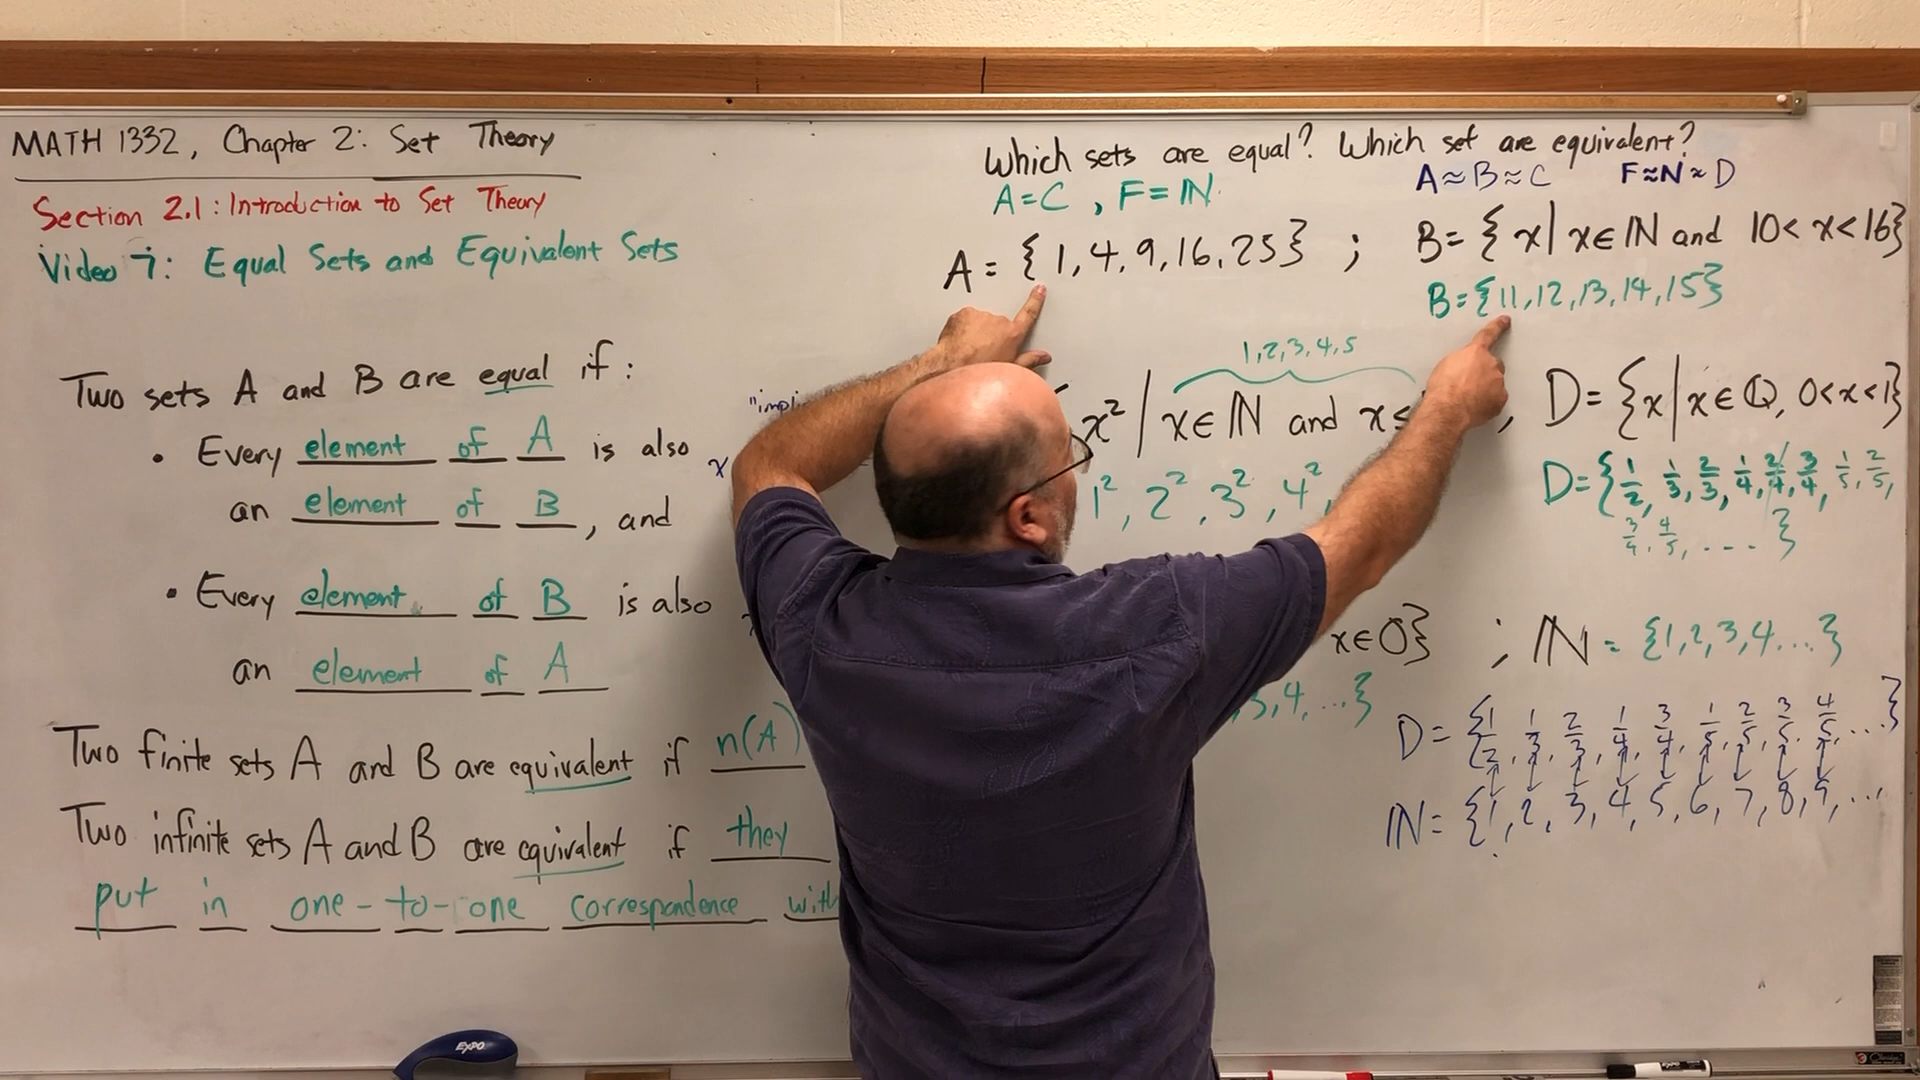 MATH 1332, Chapter 2: Set Theory
Section 2.1: Introduction to Set Theory
Video 7: Equal Sets and Equivalent Sets
Two sets A and B are equal if:
• Every element of A is also
an element of B, and
• Every element of B is also
an element of A
Two finite sets A and B are equivalent if n(A)
Two infinite sets A and B are equivalent if they
put in one-to-one correspondence with
Which sets are equal? Which set are equivalent?
A=C, F=ℕ
A≈B≈C F≈ℕ≈D
A = {1,4,9,16,25} ; B= {x|x∈ℕ and 10<x<16}
B={11,12,13,14,15}
1,2,3,4,5
x² | x∈ℕ and x≤ , D={x|x∈ℚ, 0<x<1}
1², 2², 3², 4²,
D={1/2, 1/3, 2/3, 1/4, 2/4, 3/4, 1/5, 2/5,
3/4, 4/5, ....}
x∈O} ; ℕ = {1,2,3,4...}
,3,4,...}
D= {1/2, 1/3, 2/3, 1/4, 3/4, 1/5, 2/5, 3/5, 4/5, ...}
ℕ= {1,2,3,4,5,6,7,8,9,...
EXPO